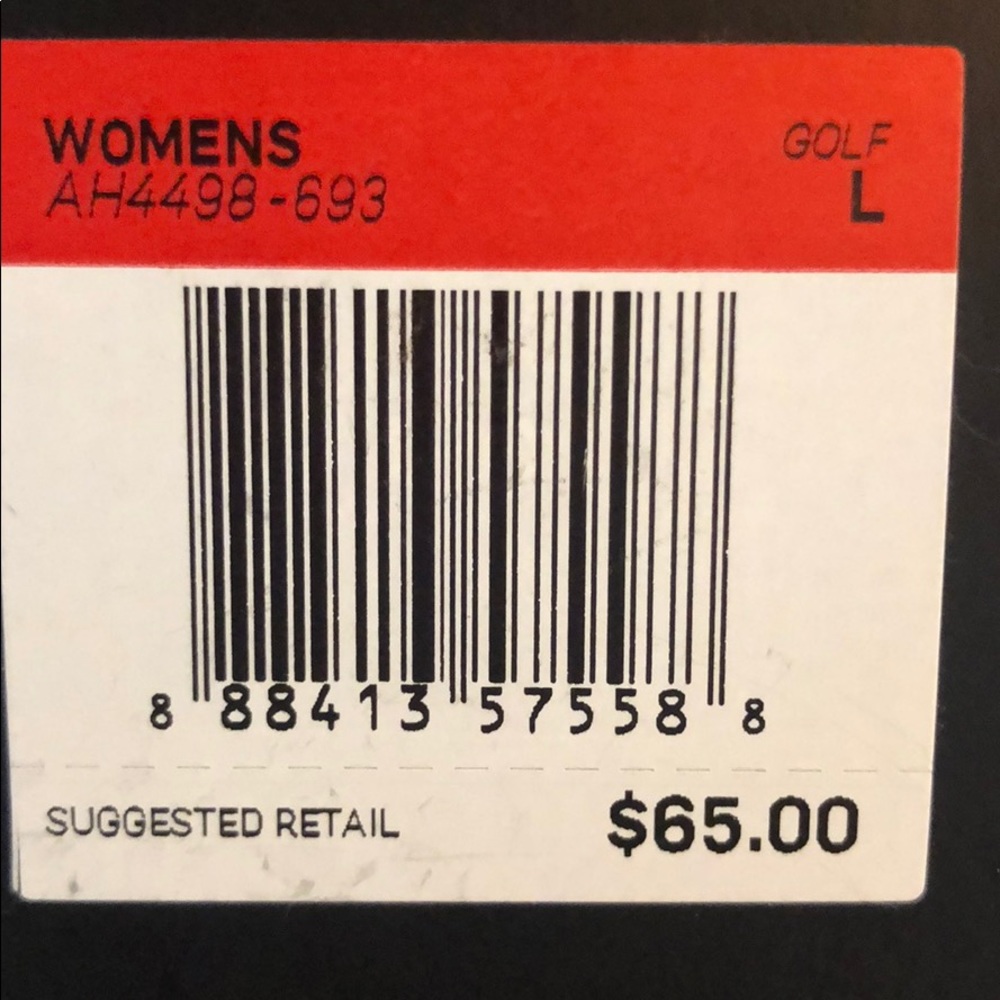 WOMENS
AH4498-693
GOLF
L
8 88413 57558 8
SUGGESTED RETAIL $65.00